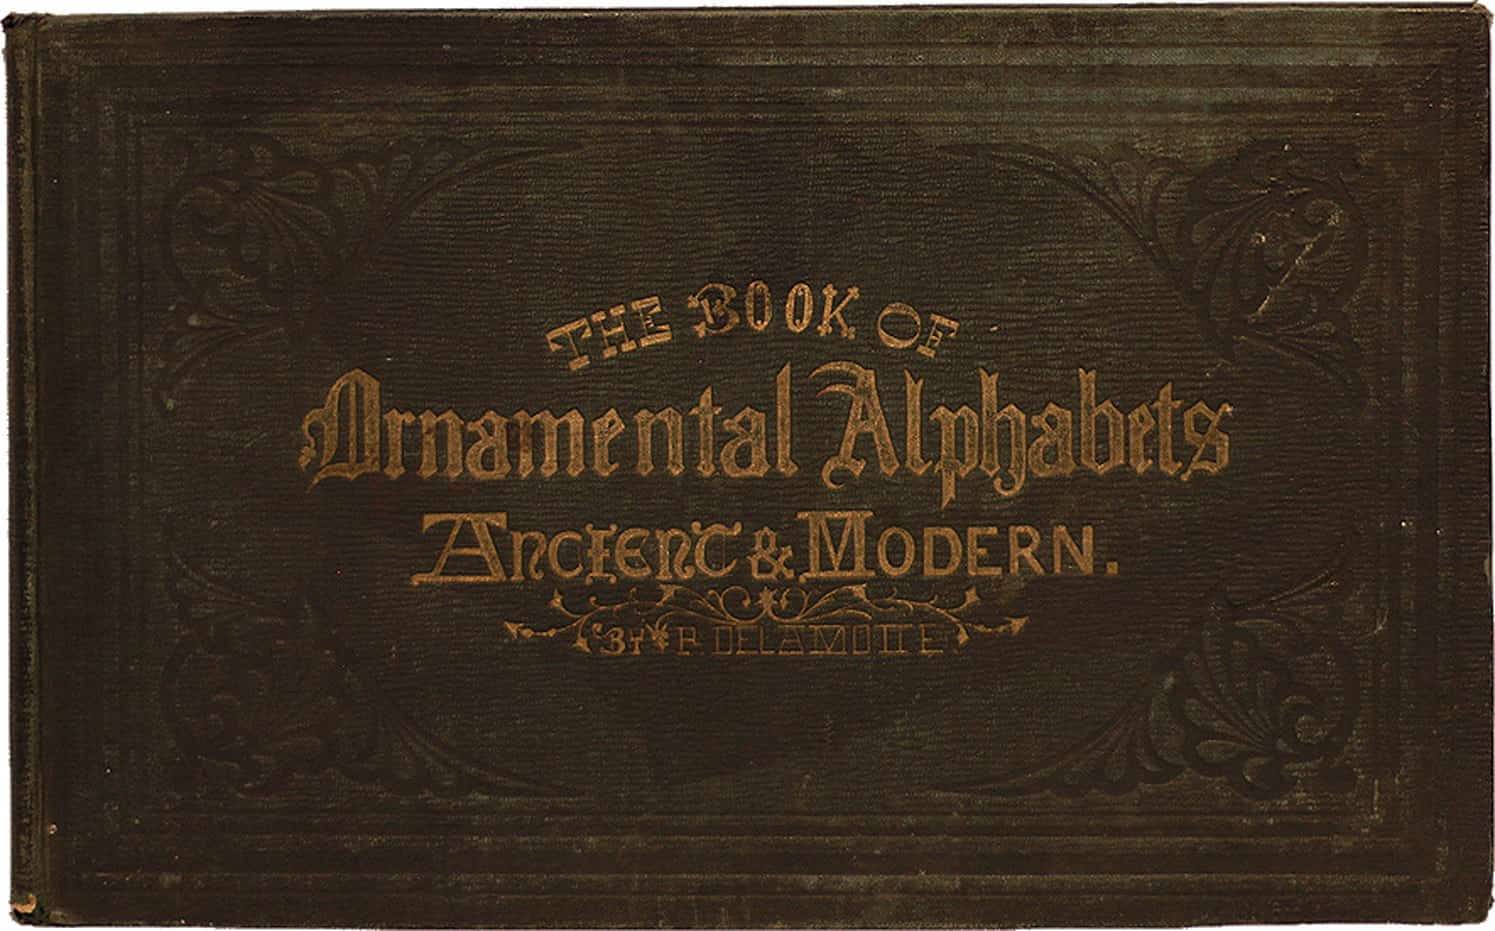 THE BOOK OF
Ornamental Alphabets
ANCIENT & MODERN.
BY F. DELAMOTTE